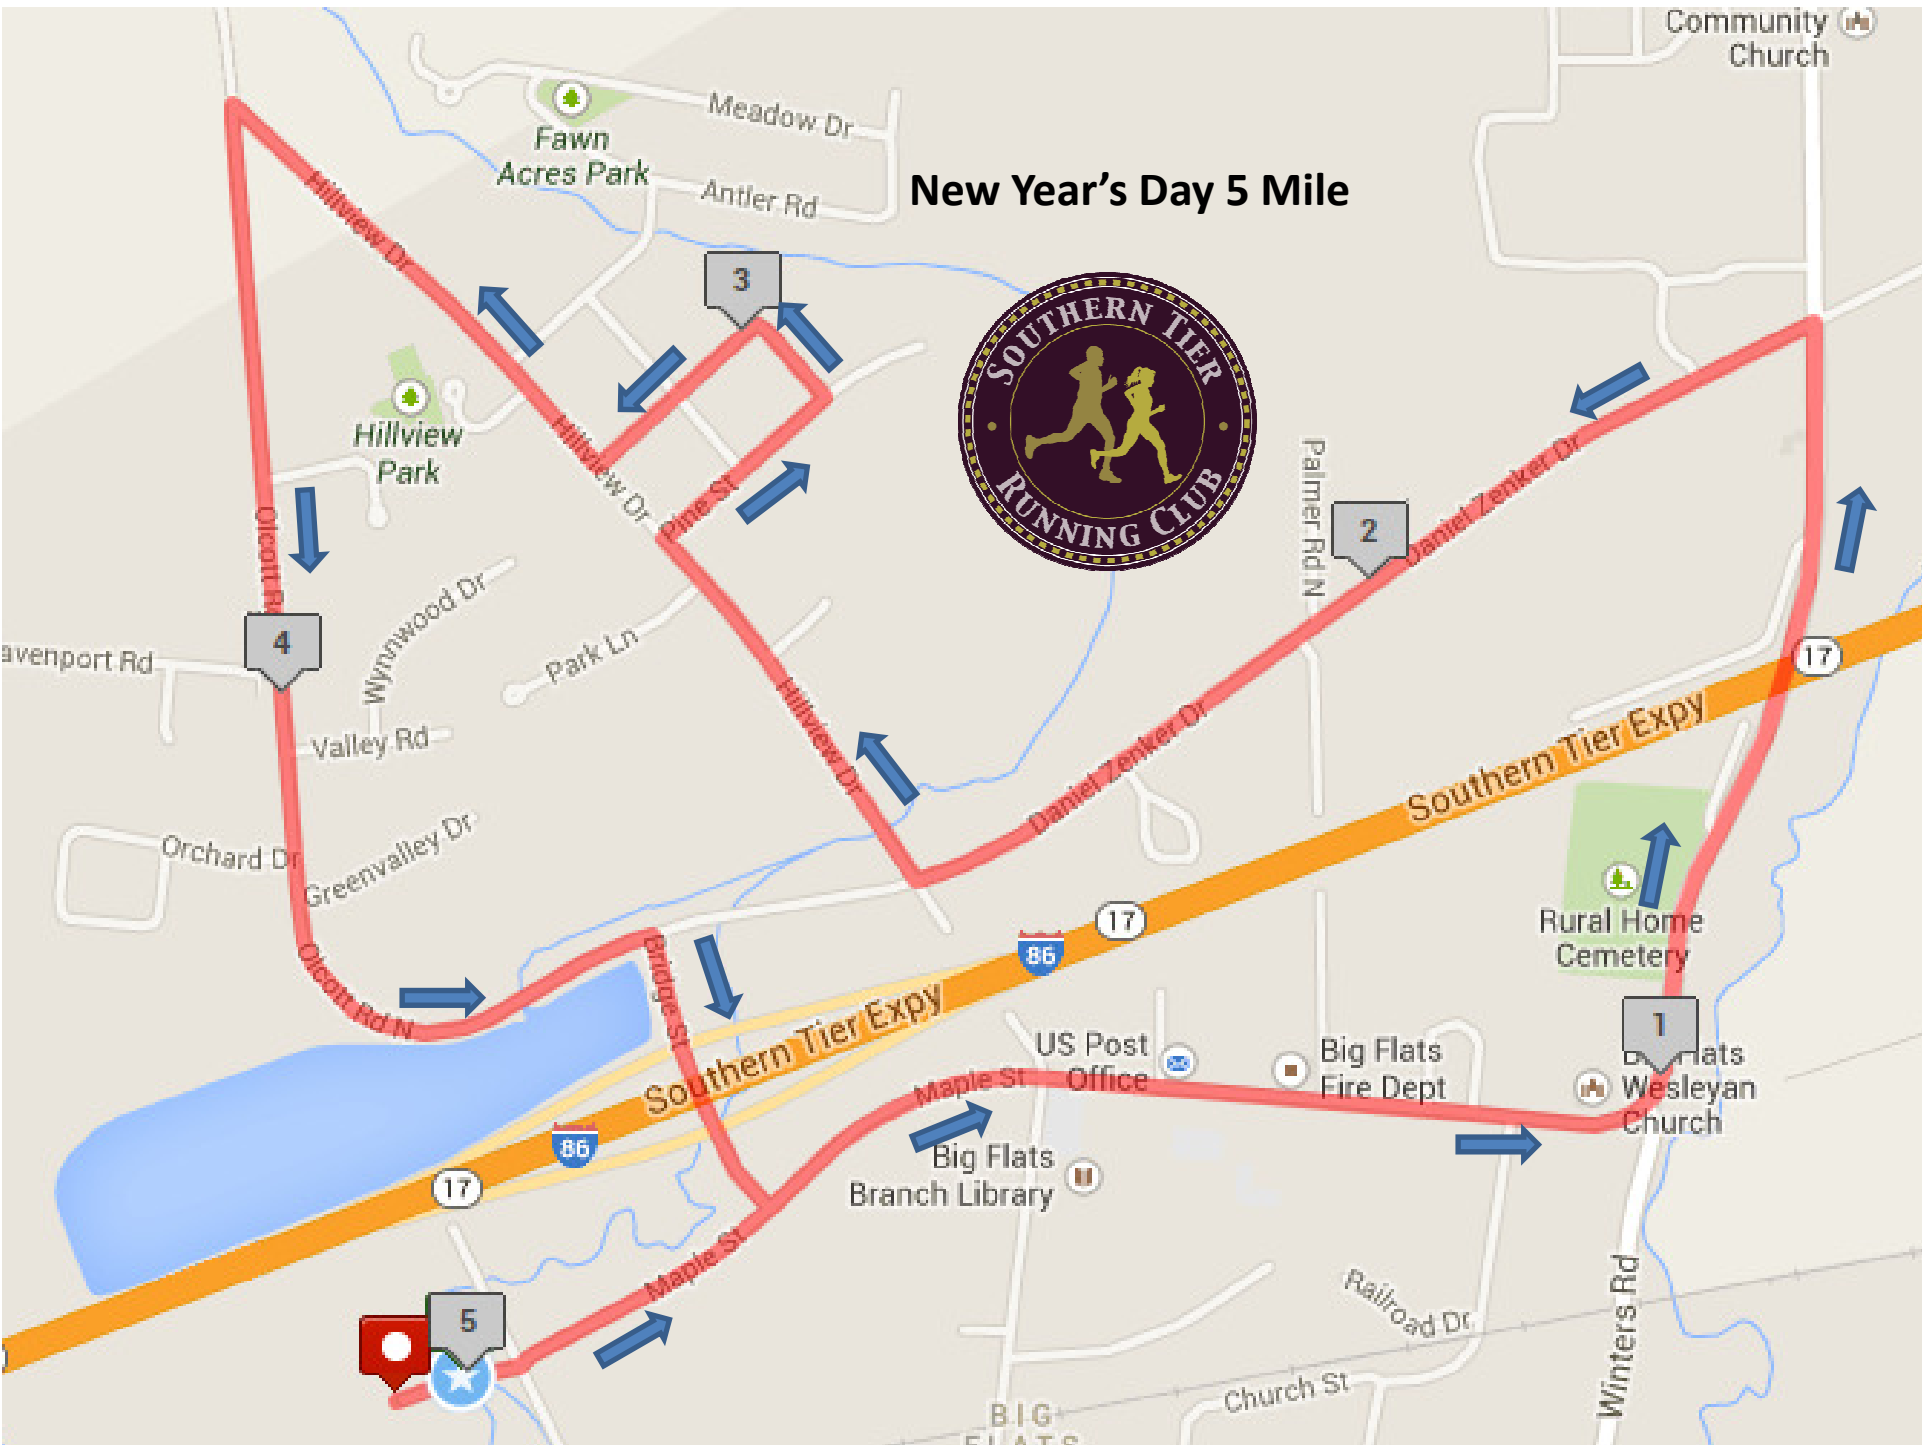 Community
Church
Meadow Dr
Fawn
Acres Park
Antler Rd
New Year's Day 5 Mile
Hillview Dr
3
SOUTHERN TIER
RUNNING CLUB
Hillview
Park
Hillview Dr
Pine St
Palmer Rd N
2
Daniel Zenker Dr
Olcott Rd
4
avenport Rd
Wynnwood Dr
Park Ln
Valley Rd
Hillview Dr
Daniel Zenker Dr
17
Southern Tier Expy
Orchard Dr
Greenvalley Dr
Olcott Rd N
Bridge St
17
86
Rural Home
Cemetery
Southern Tier Expy
1
US Post
Office
Big Flats
Fire Dept
Big Flats
Wesleyan
Church
Maple St
86
17
Big Flats
Branch Library
Maple St
5
Railroad Dr
Winters Rd
Church St
BIG
FLATS